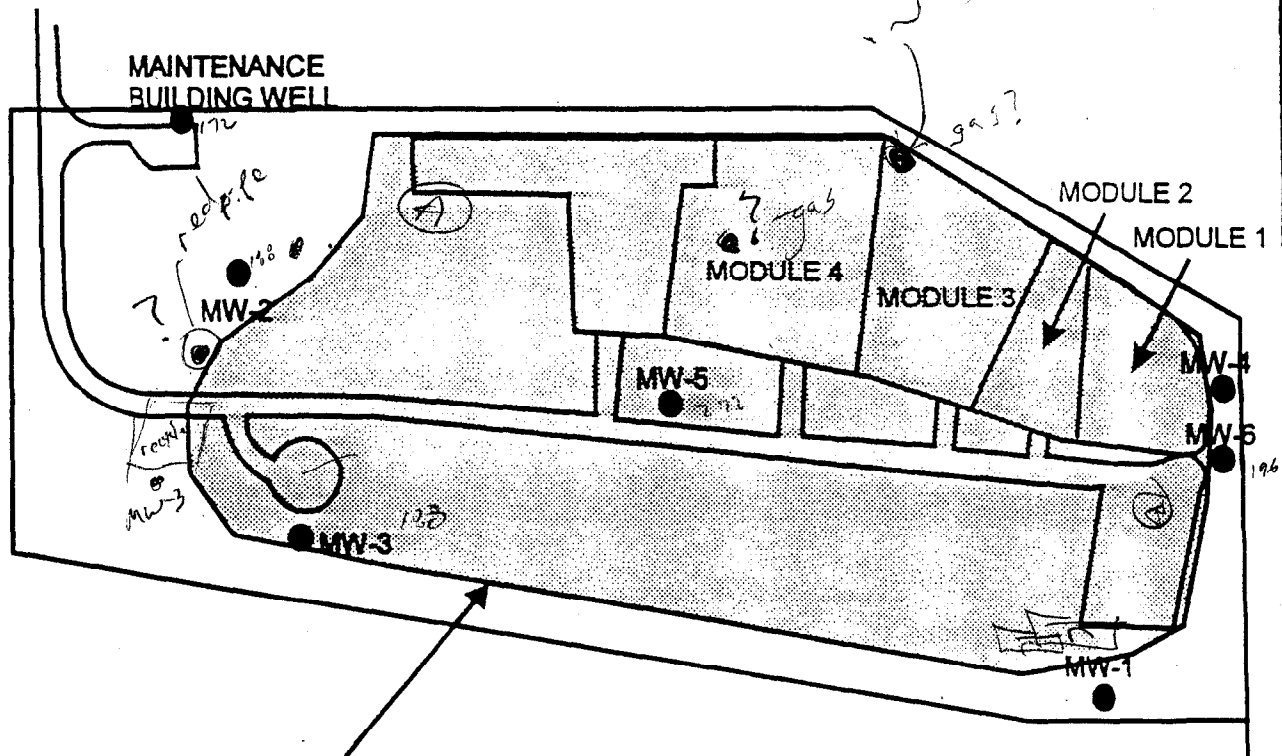 MAINTENANCE
BUILDING WELL
172
gas?
MODULE 2
MODULE 1
A
? - gas
MODULE 4
MODULE 3
MW-2
?
MW-5
MW-4
MW-6
196
MW-3
123
MW-3
MW-1